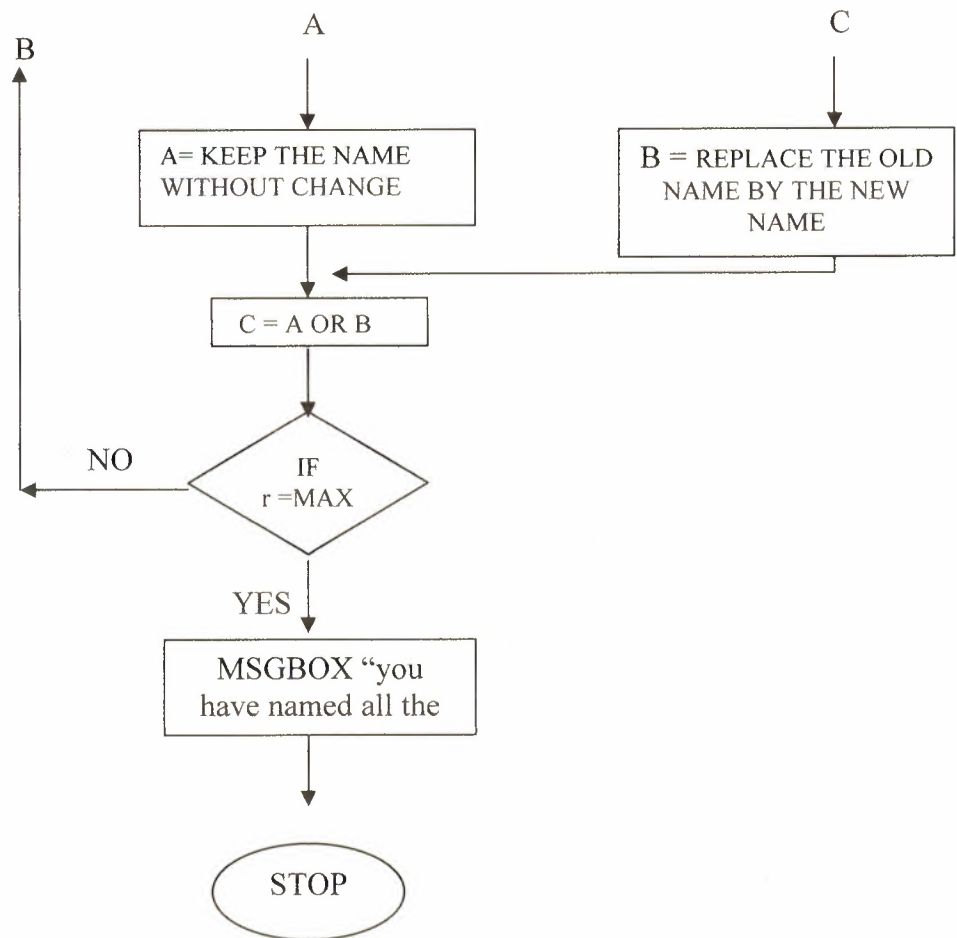 A
C
B
A= KEEP THE NAME
WITHOUT CHANGE
B = REPLACE THE OLD
NAME BY THE NEW
NAME
C = A OR B
NO
IF
r =MAX
YES
MSGBOX “you
have named all the
STOP